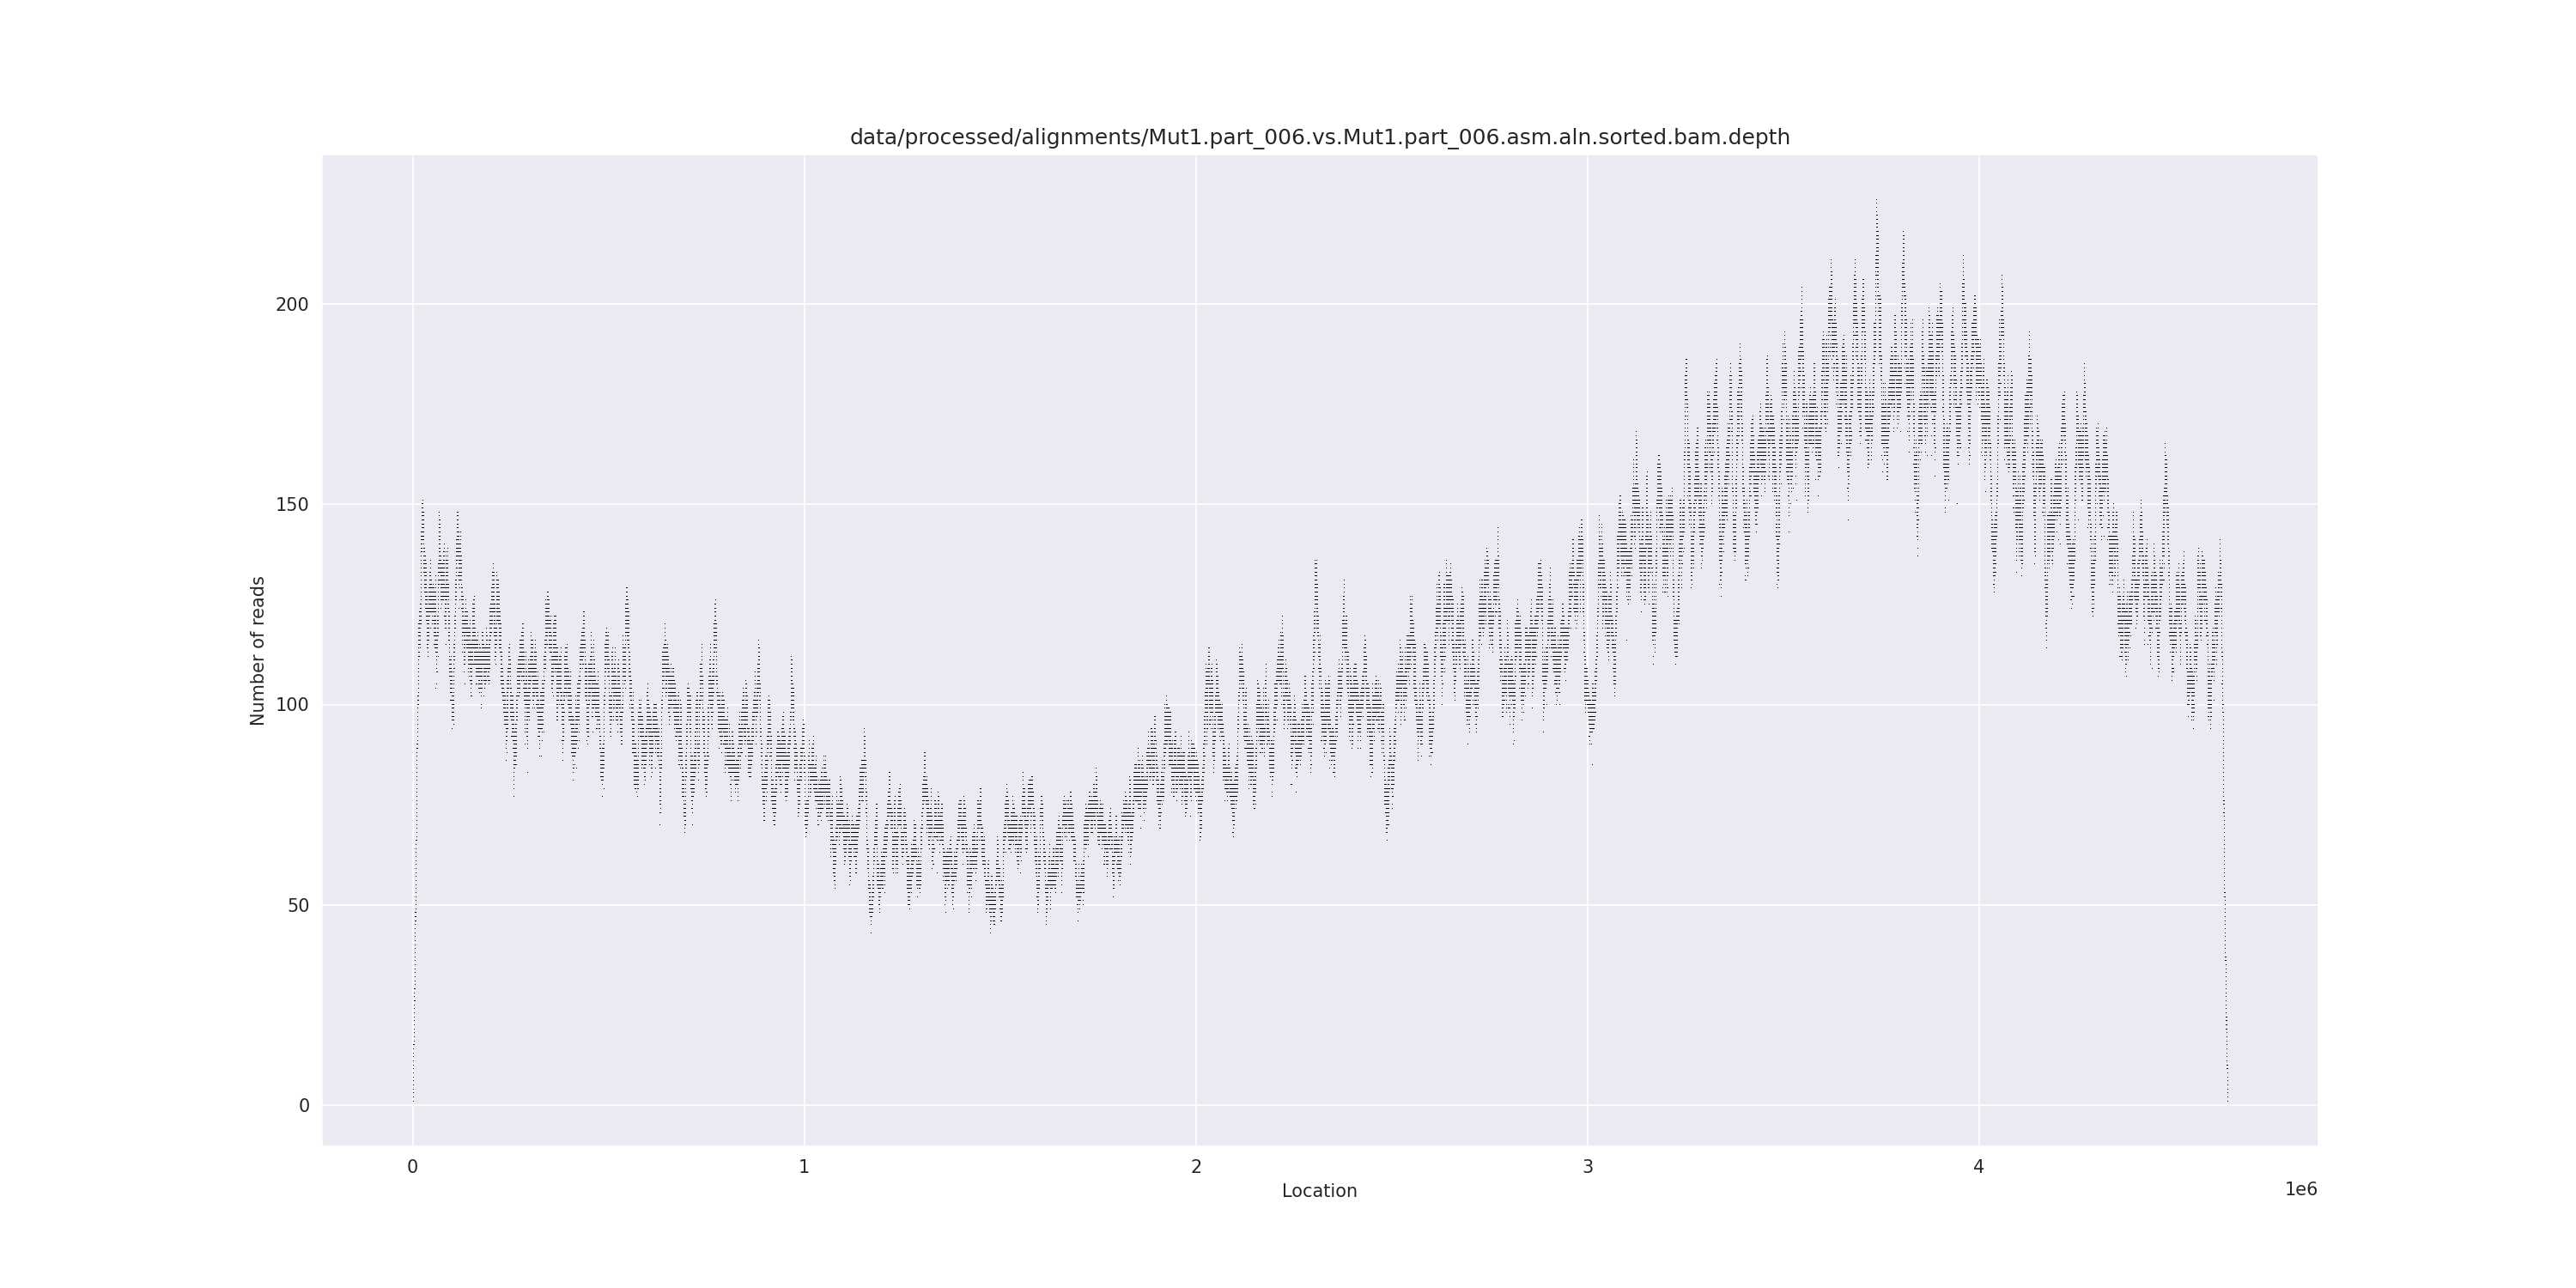 data/processed/alignments/Mut1.part_006.vs.Mut1.part_006.asm.aln.sorted.bam.depth
200
150
100
50
0
Number of reads
0 1 2 3 4
Location
1e6